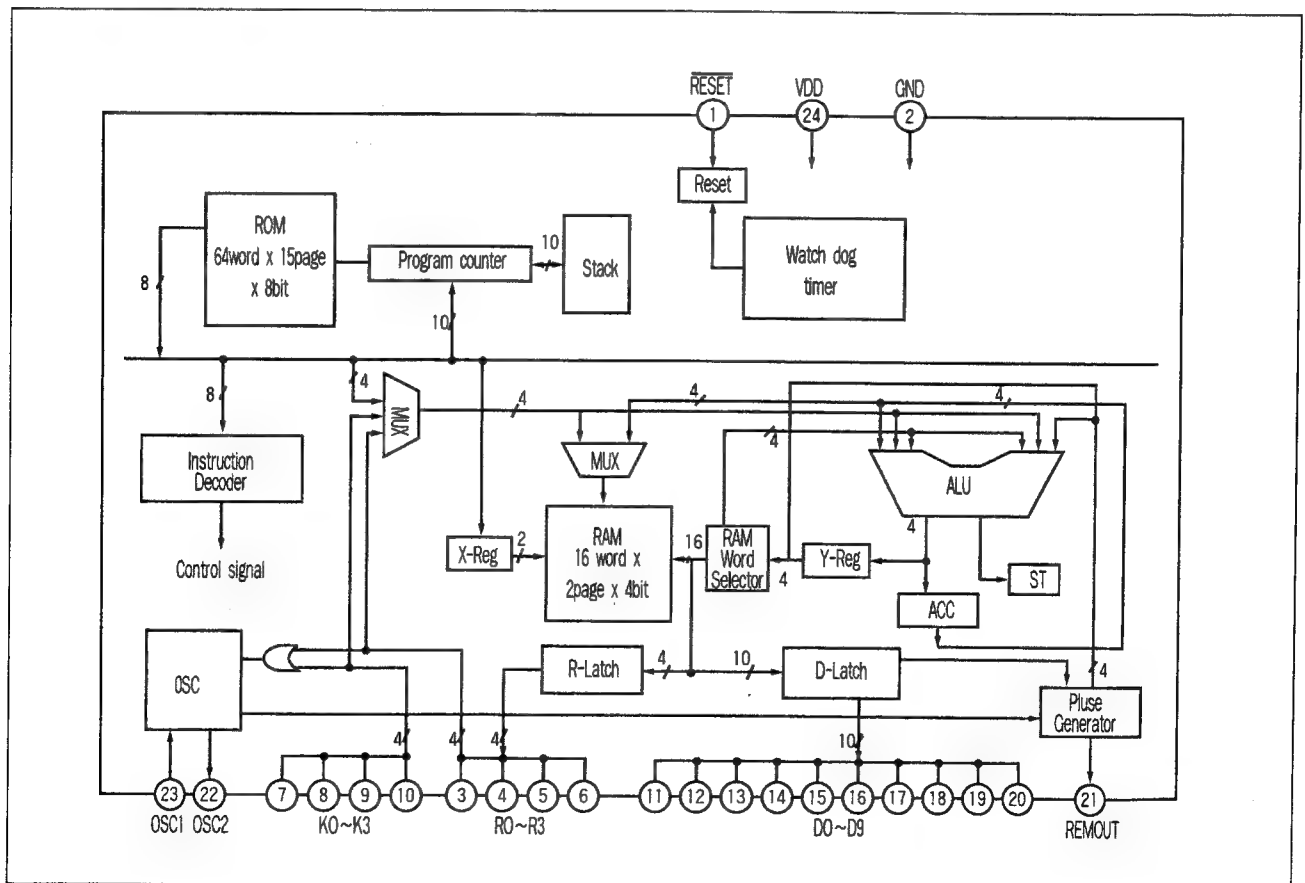 RESET VDD GND
1 24 2
Reset
ROM
64word x 15page
x 8bit
Program counter
10
Stack
Watch dog
timer
8
10
8
4
MUX
4
4
4
4
MUX
ALU
Instruction
Decoder
Control signal
X-Reg
2
RAM
16 word x
2page x 4bit
16
RAM
Word
Selector
4
Y-Reg
4
ST
ACC
OSC
R-Latch
4
10
D-Latch
4
Pluse
Generator
4
4
4
10
23 22 7 8 9 10 3 4 5 6 11 12 13 14 15 16 17 18 19 20 21
OSC1 OSC2 K0~K3 R0~R3 D0~D9 REMOUT